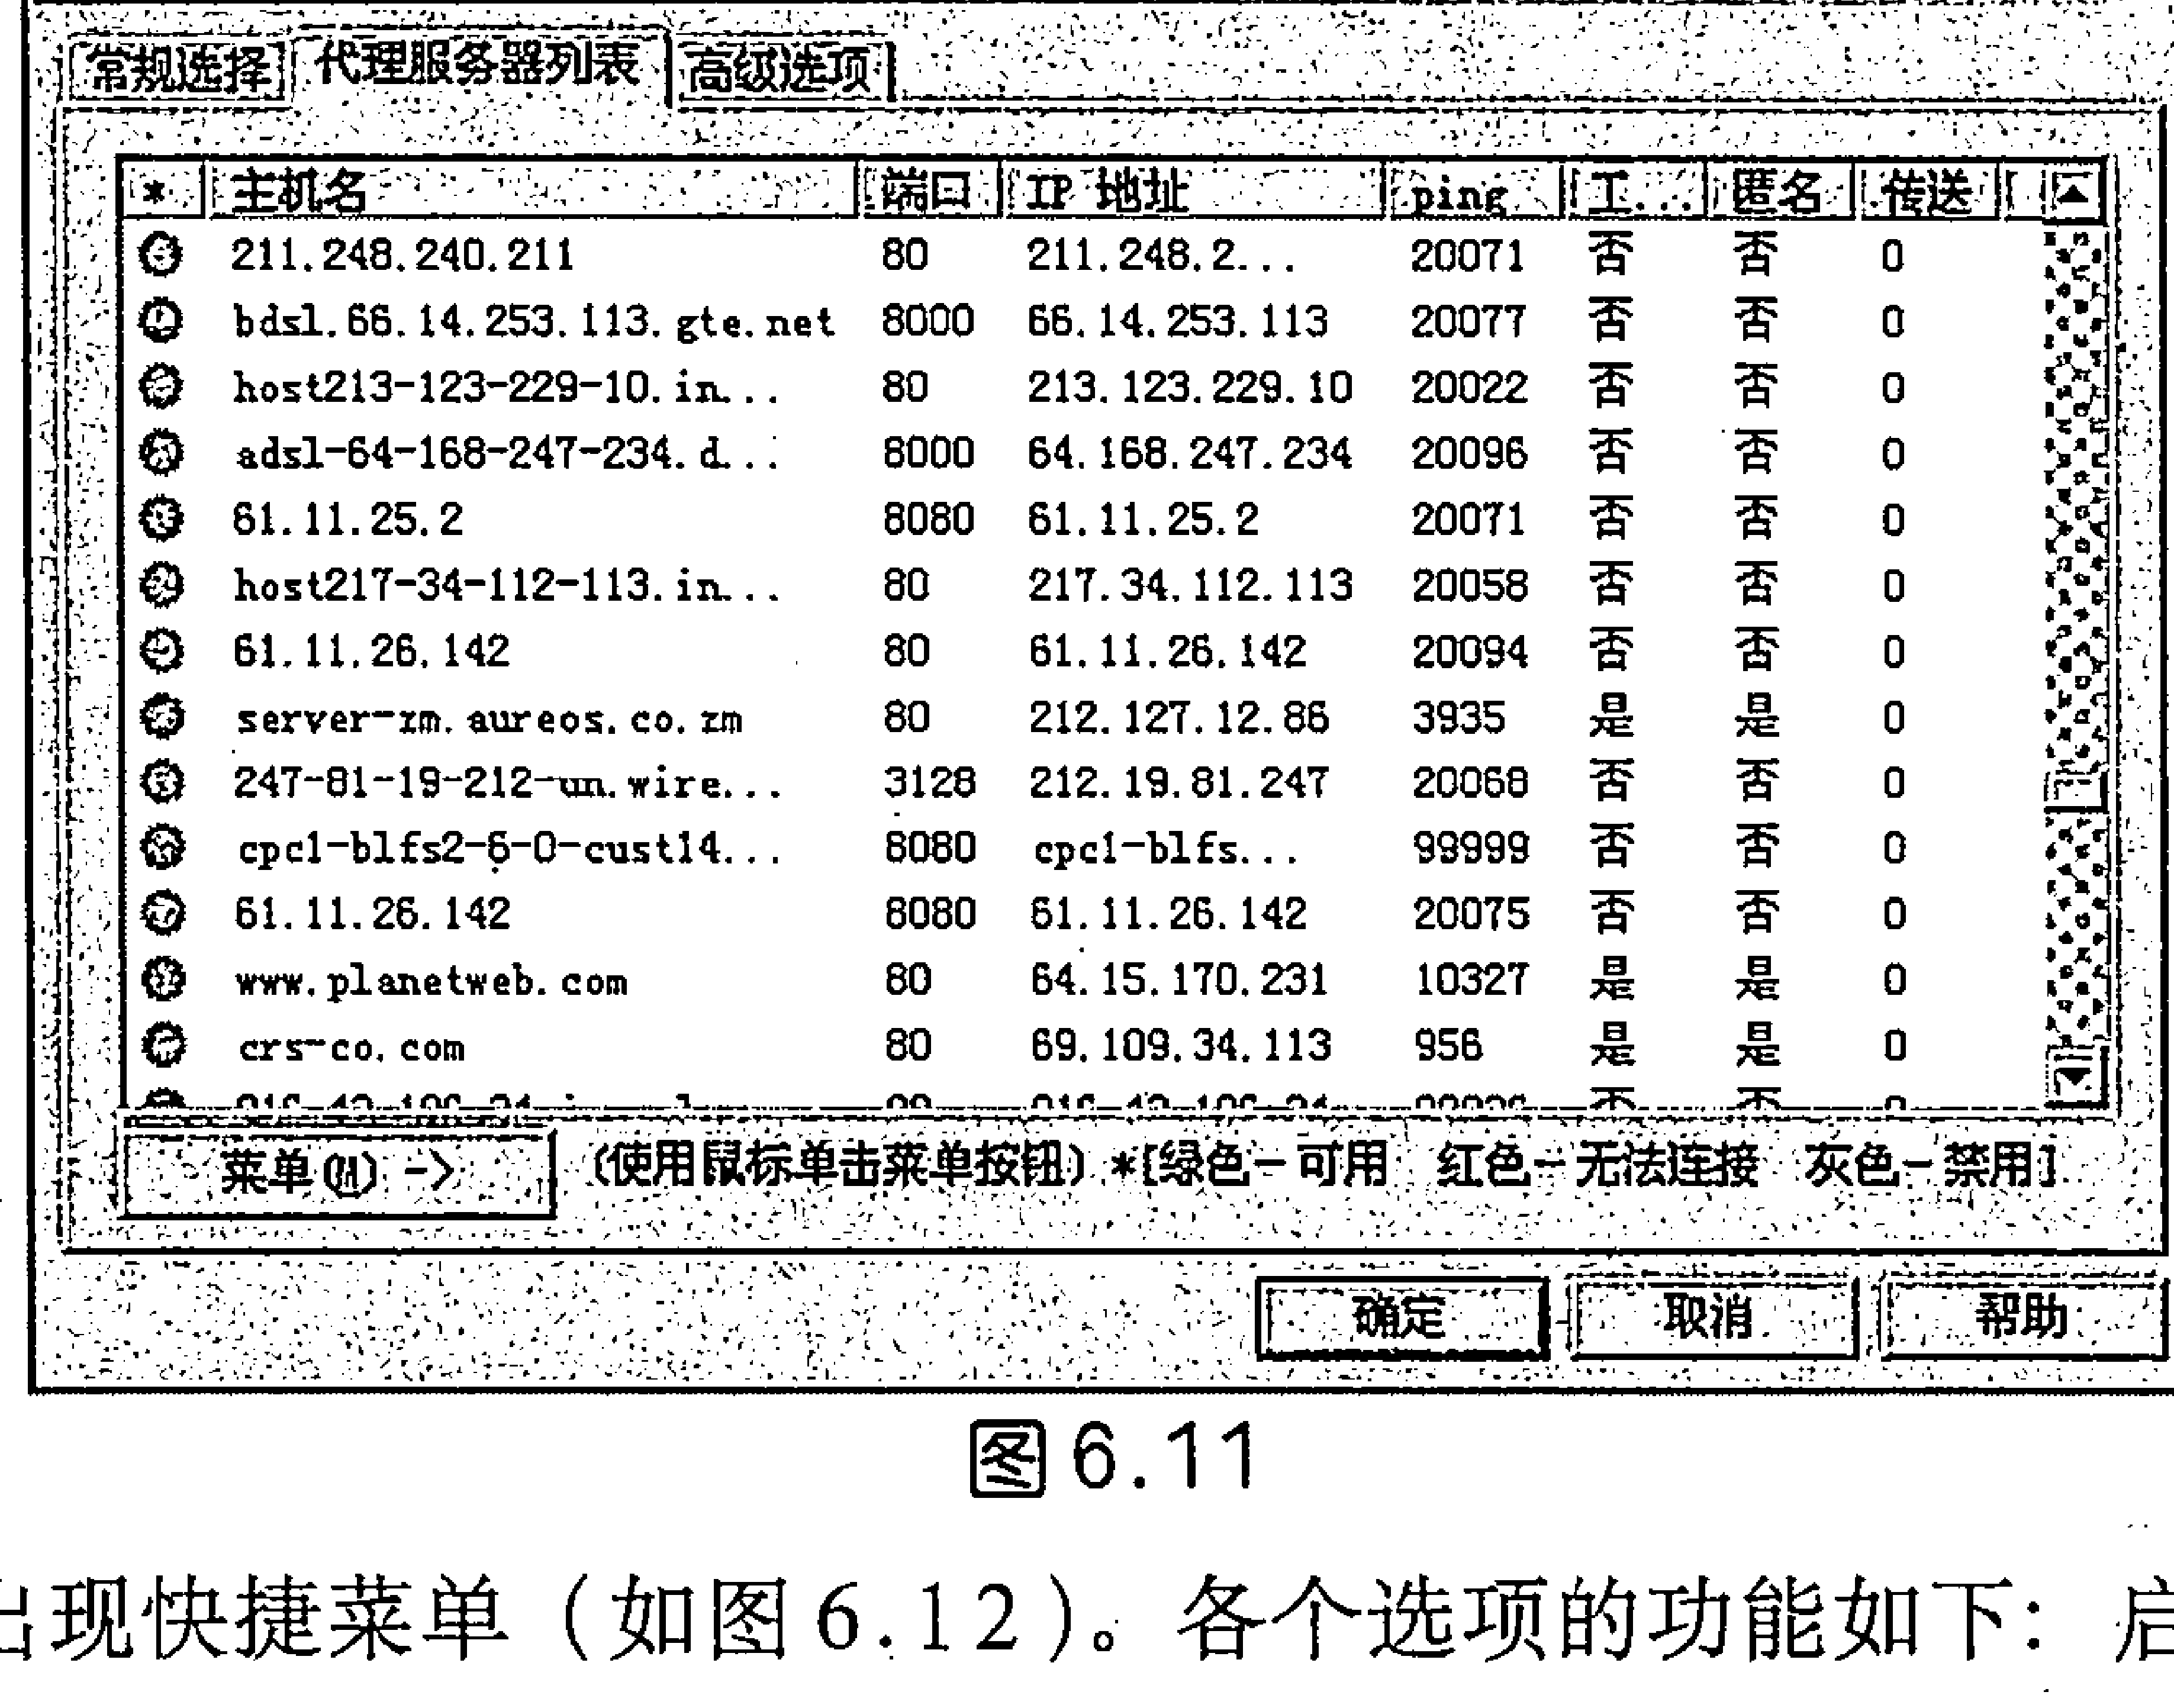 常规选择 代理服务器列表 高级选项
* 主机名 端口 IP 地址 ping 工... 匿名 传送
211.248.240.211 80 211.248.2... 20071 否 否 0
bdsl.66.14.253.113.gte.net 8000 66.14.253.113 20077 否 否 0
host213-123-229-10.in... 80 213.123.229.10 20022 否 否 0
adsl-64-168-247-234.d... 8000 64.168.247.234 20096 否 否 0
61.11.25.2 8080 61.11.25.2 20071 否 否 0
host217-34-112-113.in... 80 217.34.112.113 20058 否 否 0
61.11.26.142 80 61.11.26.142 20094 否 否 0
server-zm.aureos.co.zm 80 212.127.12.86 3935 是 是 0
247-81-19-212-un.wire... 3128 212.19.81.247 20068 否 否 0
cpc1-blfs2-6-0-cust14... 8080 cpc1-blfs... 99999 否 否 0
61.11.26.142 8080 61.11.26.142 20075 否 否 0
www.planetweb.com 80 64.15.170.231 10327 是 是 0
crs-co.com 80 69.109.34.113 956 是 是 0
菜单(M) -> (使用鼠标单击菜单按钮) *[绿色-可用 红色-无法连接 灰色-禁用]
确定 取消 帮助
图6.11
出现快捷菜单（如图6.12）。各个选项的功能如下：启